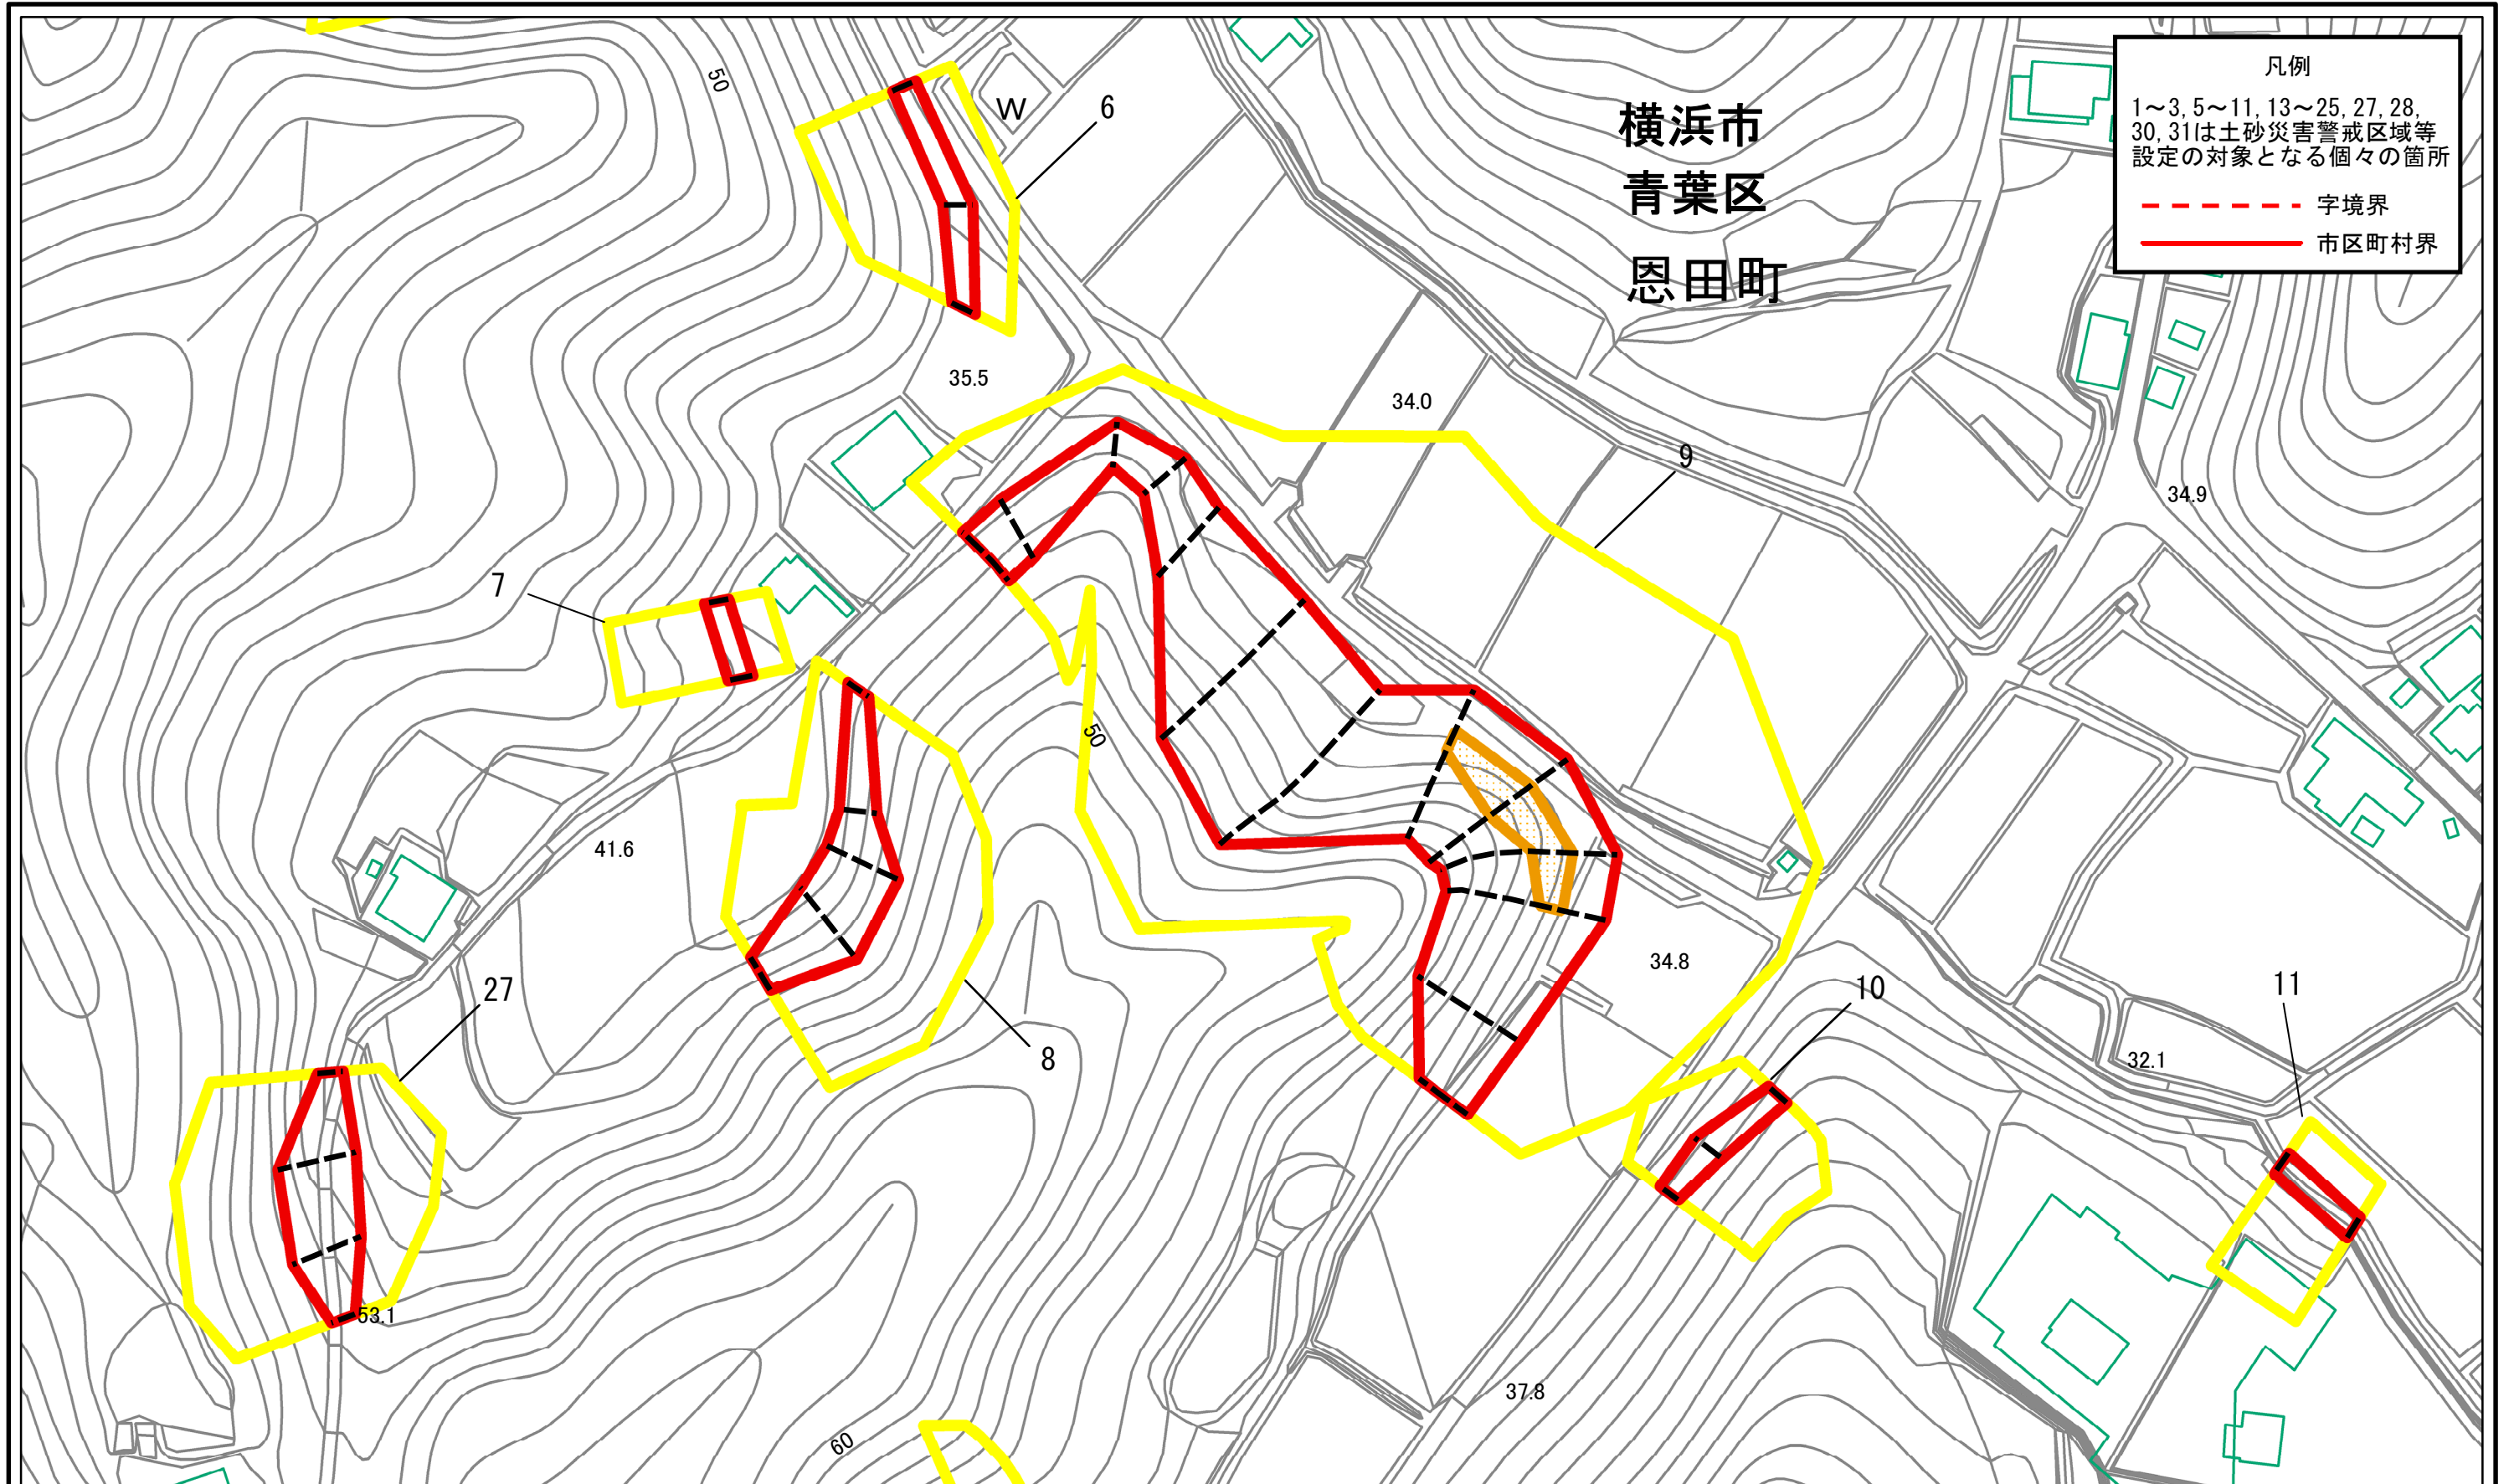 凡例
1～3, 5～11, 13～25, 27, 28,
30, 31は土砂災害警戒区域等
設定の対象となる個々の箇所
字境界
市区町村界
横浜市
青葉区
恩田町
50
W
6
35.5
34.0
9
34.9
7
50
41.6
27
8
34.8
10
11
32.1
53.1
37.8
60